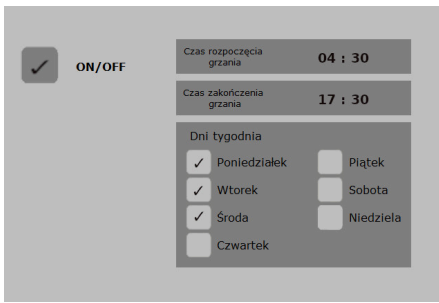 ON/OFF
Czas rozpoczęcia
grzania
04 : 30
Czas zakończenia
grzania
17 : 30
Dni tygodnia
Poniedziałek
Wtorek
Środa
Czwartek
Piątek
Sobota
Niedziela